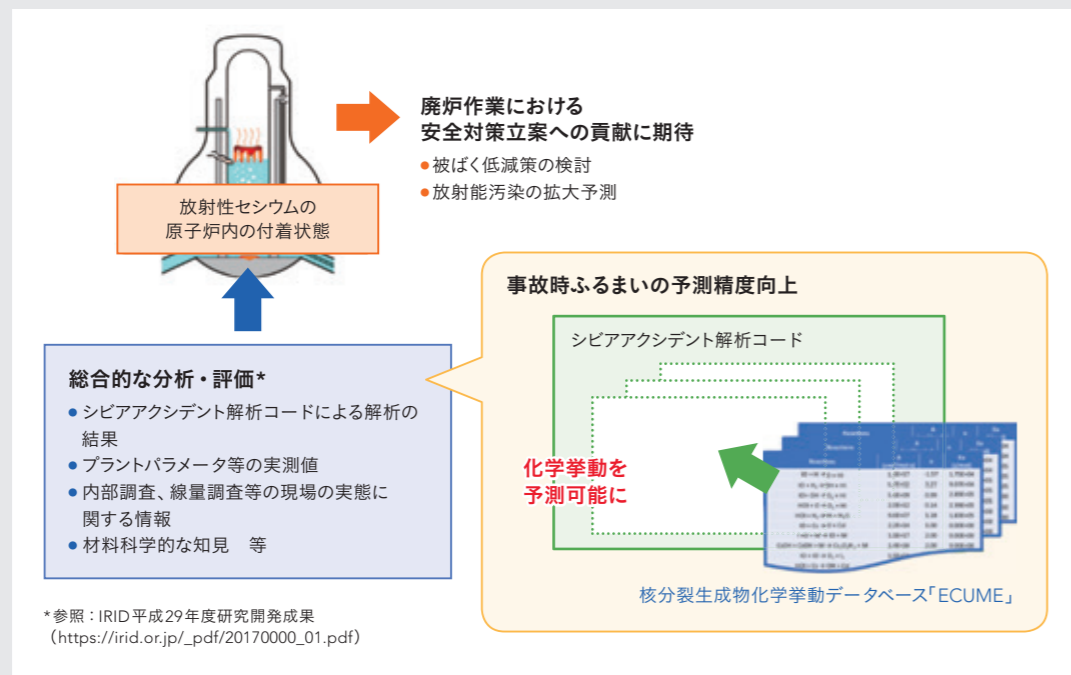 廃炉作業における
安全対策立案への貢献に期待
●被ばく低減策の検討
●放射能汚染の拡大予測
放射性セシウムの
原子炉内の付着状態
総合的な分析・評価*
●シビアアクシデント解析コードによる解析の
結果
●プラントパラメータ等の実測値
●内部調査、線量調査等の現場の実態に
関する情報
●材料科学的な知見　等
事故時ふるまいの予測精度向上
シビアアクシデント解析コード
化学挙動を
予測可能に
核分裂生成物化学挙動データベース「ECUME」
*参照：IRID平成29年度研究開発成果
（https://irid.or.jp/_pdf/20170000_01.pdf）